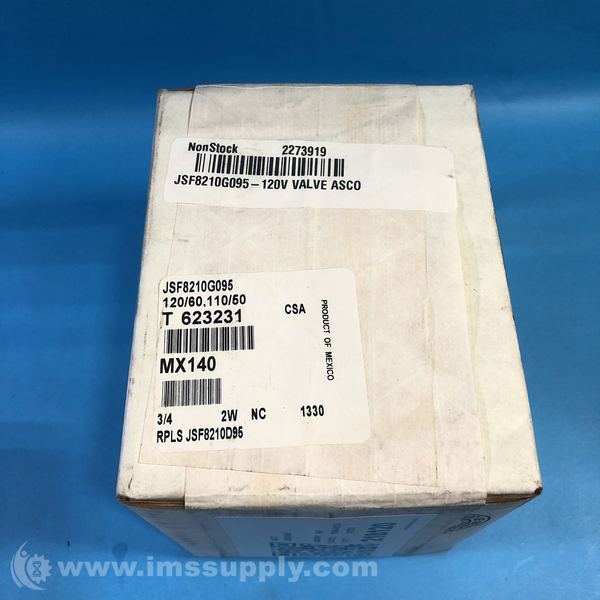 NonStock 2273919
JSF8210G095-120V VALVE ASCO
JSF8210G095
120/60,110/50
T 623231 CSA
PRODUCT OF MEXICO
MX140
3/4 2W NC 1330
RPLS JSF8210D95
www.imssupply.com